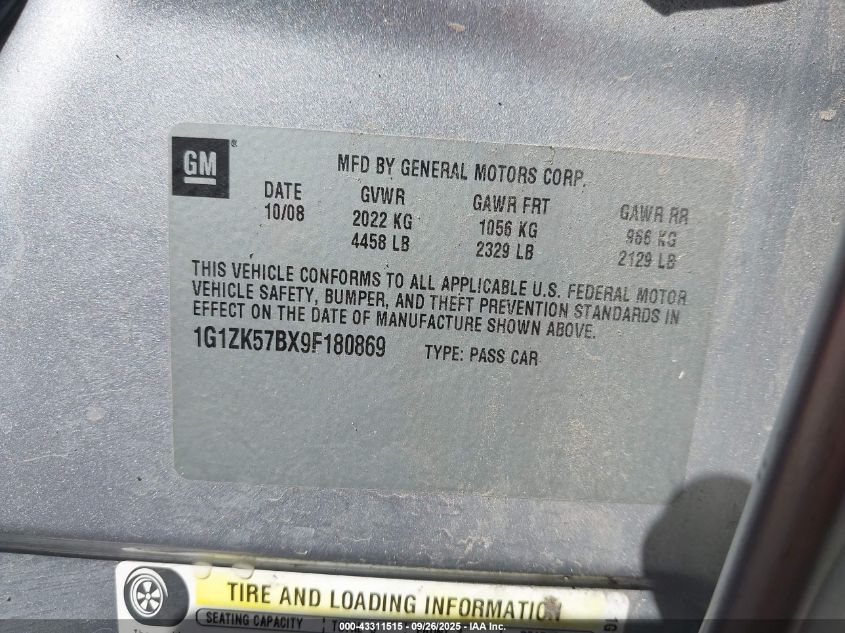 GM®
MFD BY GENERAL MOTORS CORP.
DATE GVWR GAWR FRT GAWR RR
10/08 2022 KG 1056 KG 966 KG
4458 LB 2329 LB 2129 LB
THIS VEHICLE CONFORMS TO ALL APPLICABLE U.S. FEDERAL MOTOR
VEHICLE SAFETY, BUMPER, AND THEFT PREVENTION STANDARDS IN
EFFECT ON THE DATE OF MANUFACTURE SHOWN ABOVE.
1G1ZK57BX9F180869 TYPE: PASS CAR
TIRE AND LOADING INFORMATION
SEATING CAPACITY
000-43311515 - 09/26/2025 - IAA Inc.